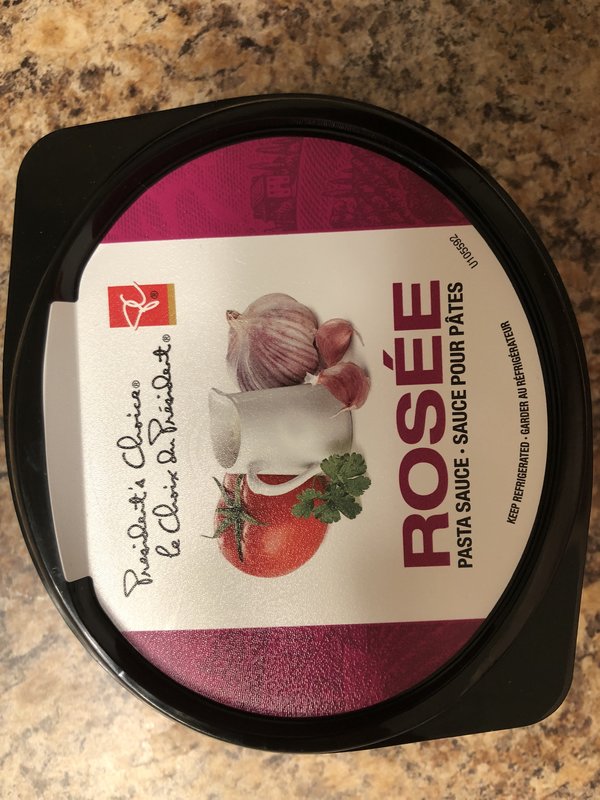 President's Choice®
le Choix du Président®
ROSÉE
PASTA SAUCE · SAUCE POUR PÂTES
KEEP REFRIGERATED · GARDER AU RÉFRIGÉRATEUR
U105592